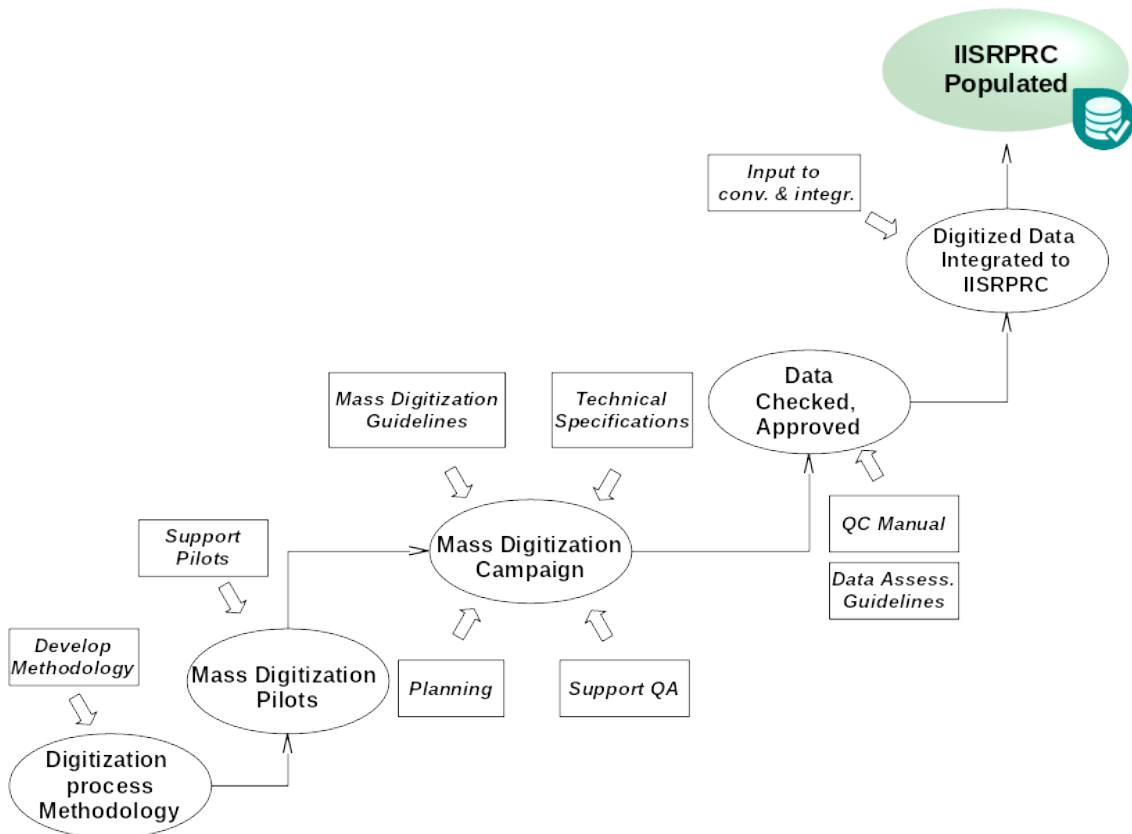 IISRPRC
Populated
Input to
conv. & integr.
Digitized Data
Integrated to
IISRPRC
Data
Checked,
Approved
Mass Digitization
Guidelines
Technical
Specifications
QC Manual
Data Assess.
Guidelines
Support
Pilots
Mass Digitization
Campaign
Planning
Support QA
Develop
Methodology
Mass Digitization
Pilots
Digitization
process
Methodology